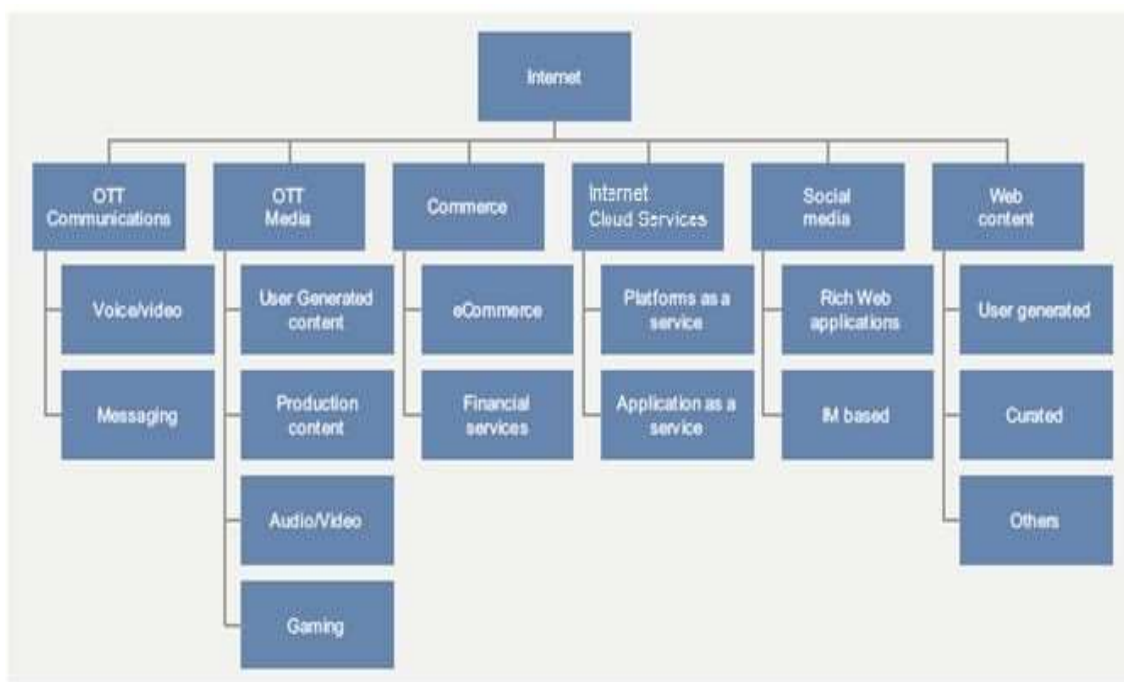 Internet
OTT
Communications
OTT
Media
Commerce
Internet
Cloud Services
Social
media
Web
content
Voice/video
User Generated
content
eCommerce
Platforms as a
service
Rich Web
applications
User generated
Messaging
Production
content
Financial
services
Application as a
service
IM based
Curated
Audio/Video
Others
Gaming